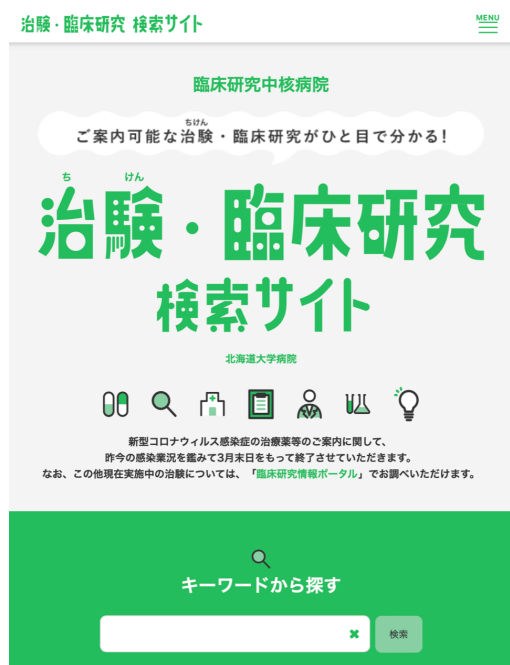 治験・臨床研究 検索サイト
MENU
臨床研究中核病院
ちけん
ご案内可能な治験・臨床研究がひと目で分かる!
ち けん
治験・臨床研究
検索サイト
北海道大学病院
新型コロナウィルス感染症の治療薬等のご案内に関して、
昨今の感染業況を鑑みて3月末日をもって終了させていただきます。
なお、この他現在実施中の治験については、「臨床研究情報ポータル」でお調べいただけます。
キーワードから探す
検索